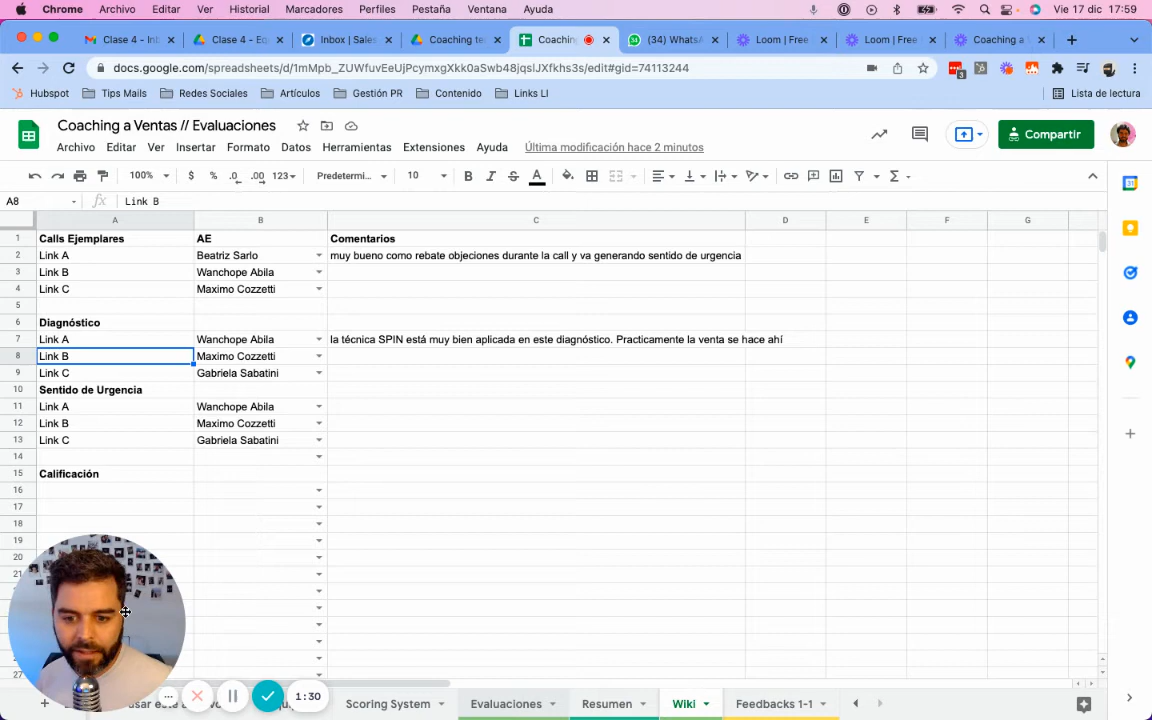 Chrome Archivo Editar Ver Historial Marcadores Perfiles Pestaña Ventana Ayuda Vie 17 dic 17:59
Clase 4 - Inb Clase 4 - Eq Inbox | Sales Coaching te Coaching (34) WhatsA Loom | Free Loom | Free Coaching a
docs.google.com/spreadsheets/d/1mMpb_ZUWfuvEeUjPcymxgXkk0aSwb48jqslJXfkhs3s/edit#gid=74113244
Hubspot Tips Mails Redes Sociales Artículos Gestión PR Contenido Links LI Lista de lectura
Coaching a Ventas // Evaluaciones
Compartir
Archivo Editar Ver Insertar Formato Datos Herramientas Extensiones Ayuda Última modificación hace 2 minutos
100% $ % .0 .00 123 Predetermi... 10 B I S A
A8 fx Link B
A B C D E F G
1 Calls Ejemplares AE Comentarios
2 Link A Beatriz Sarlo muy bueno como rebate objeciones durante la call y va generando sentido de urgencia
3 Link B Wanchope Abila
4 Link C Maximo Cozzetti
5
6 Diagnóstico
7 Link A Wanchope Abila la técnica SPIN está muy bien aplicada en este diagnóstico. Practicamente la venta se hace ahí
8 Link B Maximo Cozzetti
9 Link C Gabriela Sabatini
10 Sentido de Urgencia
11 Link A Wanchope Abila
12 Link B Maximo Cozzetti
13 Link C Gabriela Sabatini
14
15 Calificación
16
17
18
19
20
21
27
1:30
usar este a Scoring System Evaluaciones Resumen Wiki Feedbacks 1-1